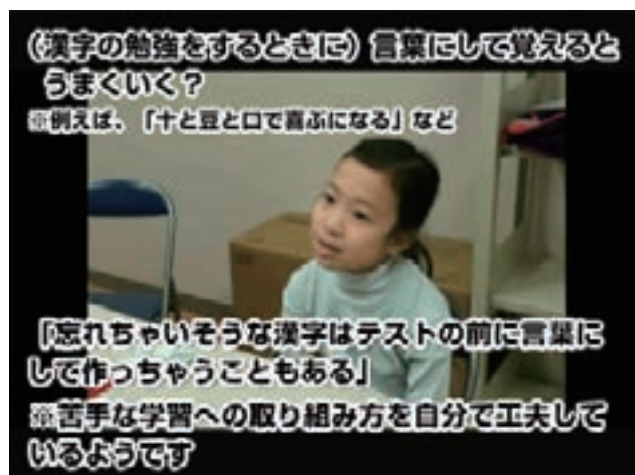 (漢字の勉強をするときに)言葉にして覚えると
うまくいく?
※例えば、「十と豆と口で喜ぶになる」など
「忘れちゃいそうな漢字はテストの前に言葉に
して作っちゃうこともある」
※苦手な学習への取り組み方を自分で工夫して
いるようです